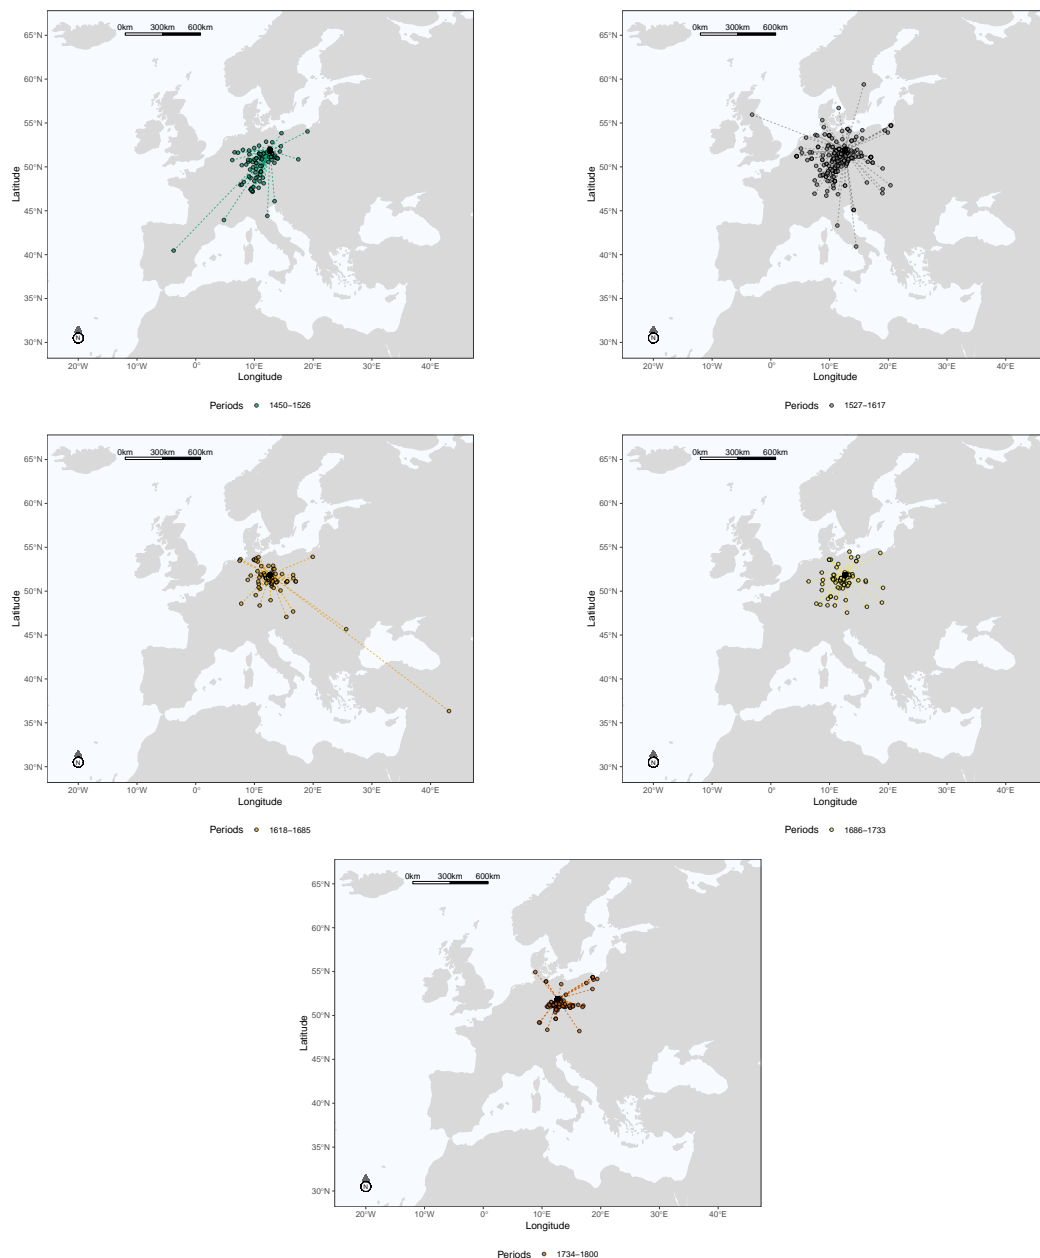 0km 300km 600km
65°N
60°N
55°N
50°N
45°N
40°N
35°N
30°N
Latitude
N
20°W 10°W 0° 10°E 20°E 30°E 40°E
Longitude
Periods 1450–1526
0km 300km 600km
65°N
60°N
55°N
50°N
45°N
40°N
35°N
30°N
Latitude
N
20°W 10°W 0° 10°E 20°E 30°E 40°E
Longitude
Periods 1527–1617
0km 300km 600km
65°N
60°N
55°N
50°N
45°N
40°N
35°N
30°N
Latitude
N
20°W 10°W 0° 10°E 20°E 30°E 40°E
Longitude
Periods 1618–1685
0km 300km 600km
65°N
60°N
55°N
50°N
45°N
40°N
35°N
30°N
Latitude
N
20°W 10°W 0° 10°E 20°E 30°E 40°E
Longitude
Periods 1686–1733
0km 300km 600km
65°N
60°N
55°N
50°N
45°N
40°N
35°N
30°N
Latitude
N
20°W 10°W 0° 10°E 20°E 30°E 40°E
Longitude
Periods 1734–1800